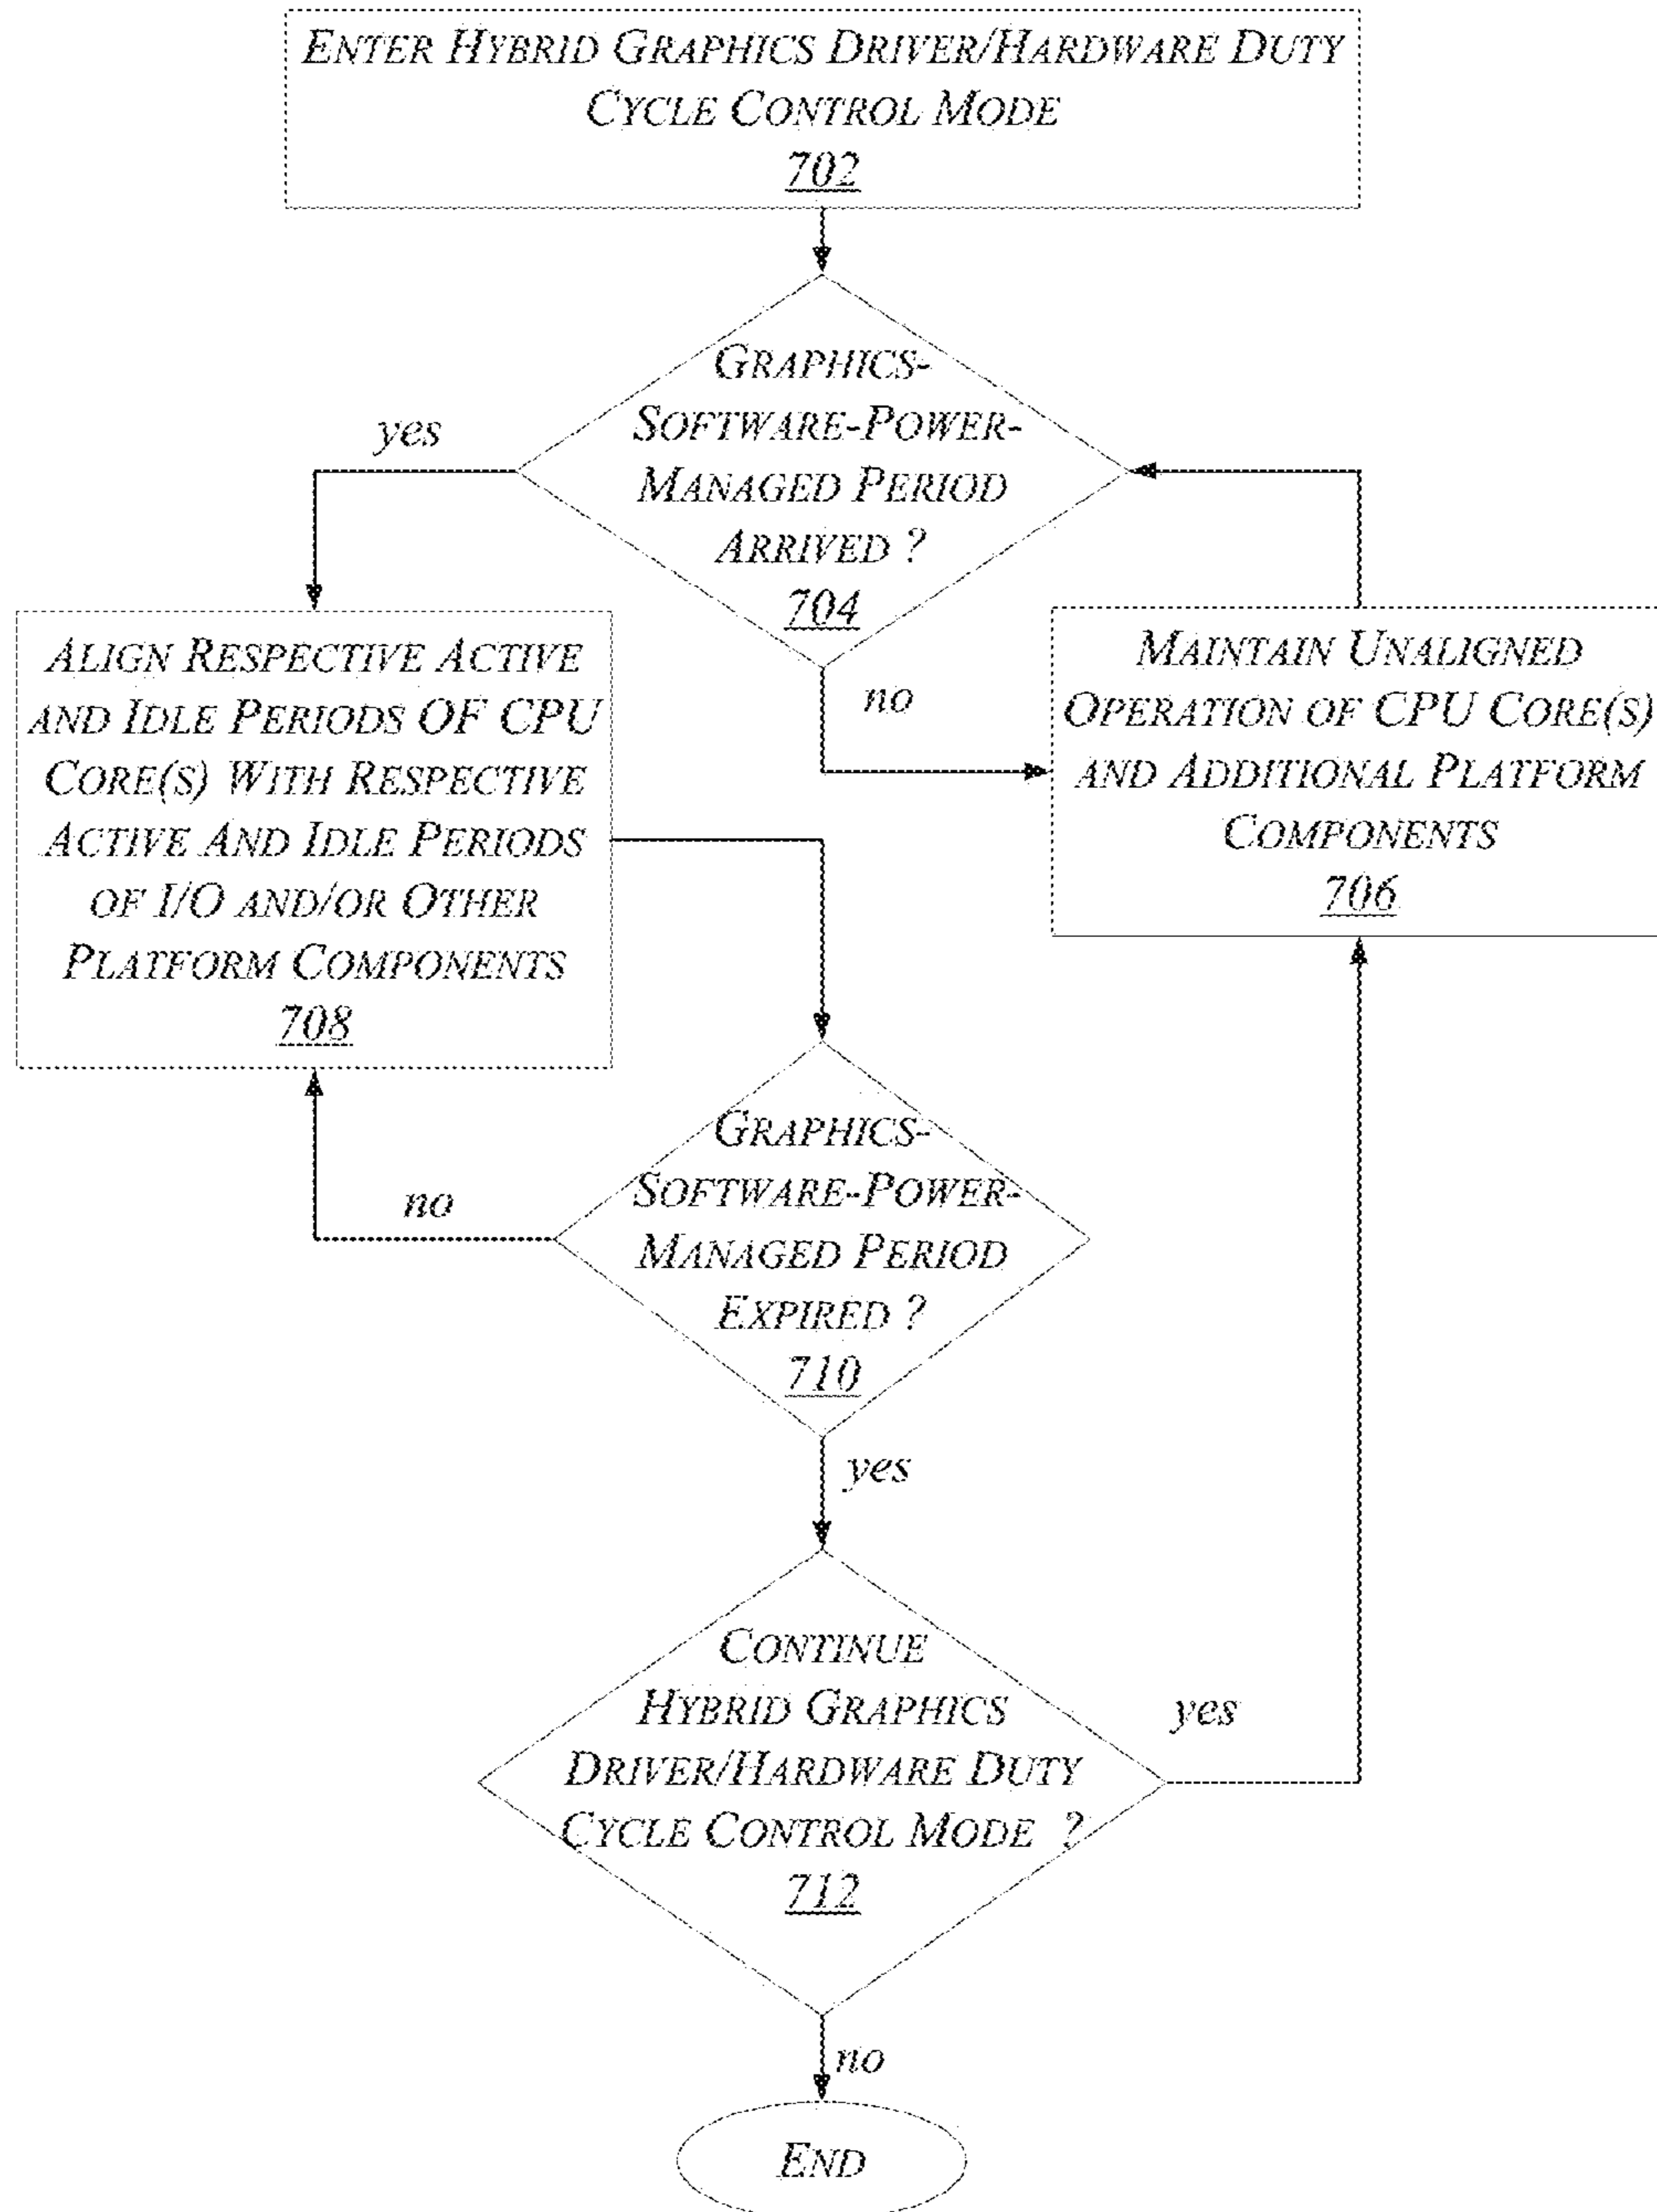 ENTER HYBRID GRAPHICS DRIVER/HARDWARE DUTY
CYCLE CONTROL MODE
702
GRAPHICS-
SOFTWARE-POWER-
MANAGED PERIOD
ARRIVED ?
704
yes
no
ALIGN RESPECTIVE ACTIVE
AND IDLE PERIODS OF CPU
CORE(S) WITH RESPECTIVE
ACTIVE AND IDLE PERIODS
OF I/O AND/OR OTHER
PLATFORM COMPONENTS
708
MAINTAIN UNALIGNED
OPERATION OF CPU CORE(S)
AND ADDITIONAL PLATFORM
COMPONENTS
706
GRAPHICS-
SOFTWARE-POWER-
MANAGED PERIOD
EXPIRED ?
710
no
yes
CONTINUE
HYBRID GRAPHICS
DRIVER/HARDWARE DUTY
CYCLE CONTROL MODE ?
712
yes
no
END